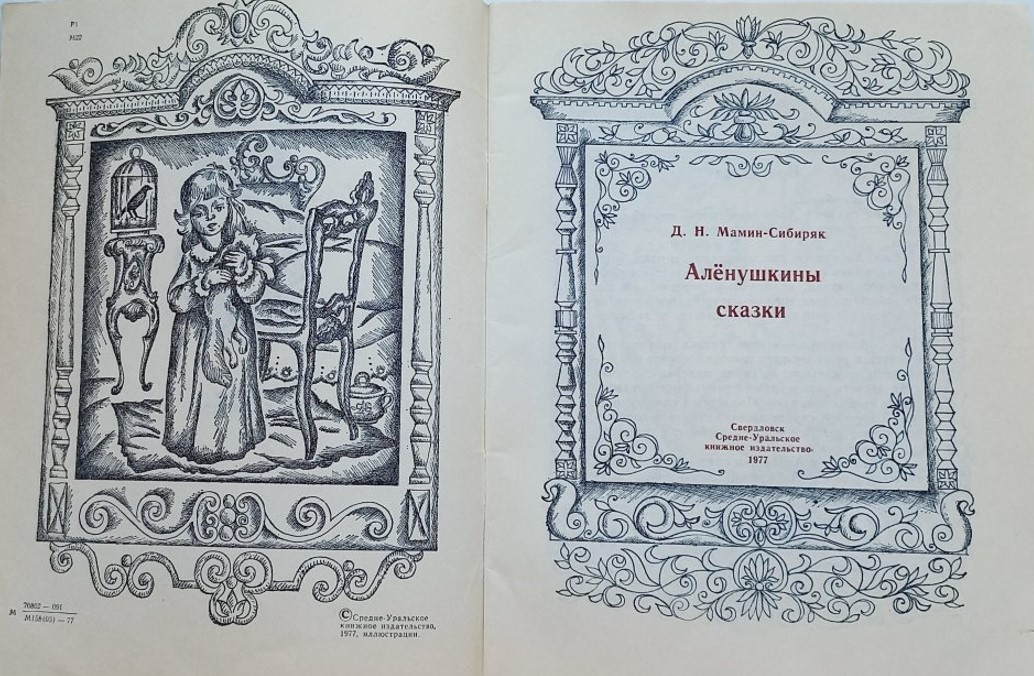 Р1
М22
М 70802 — 091
М158(03) — 77
©Средне-Уральское
книжное издательство,
1977, иллюстрации.
Д. Н. Мамин-Сибиряк
Алёнушкины
сказки
Свердловск
Средне-Уральское
книжное издательство
1977